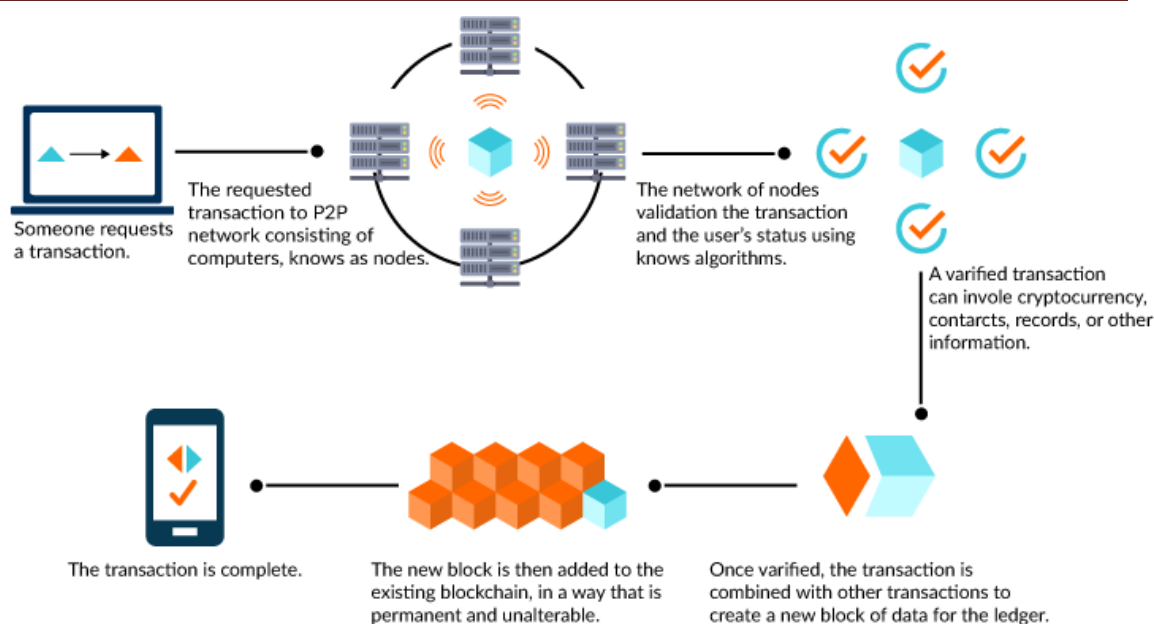 Someone requests
a transaction.
The requested
transaction to P2P
network consisting of
computers, knows as nodes.
The network of nodes
validation the transaction
and the user's status using
knows algorithms.
A varified transaction
can invole cryptocurrency,
contarcts, records, or other
information.
Once varified, the transaction is
combined with other transactions to
create a new block of data for the ledger.
The new block is then added to the
existing blockchain, in a way that is
permanent and unalterable.
The transaction is complete.